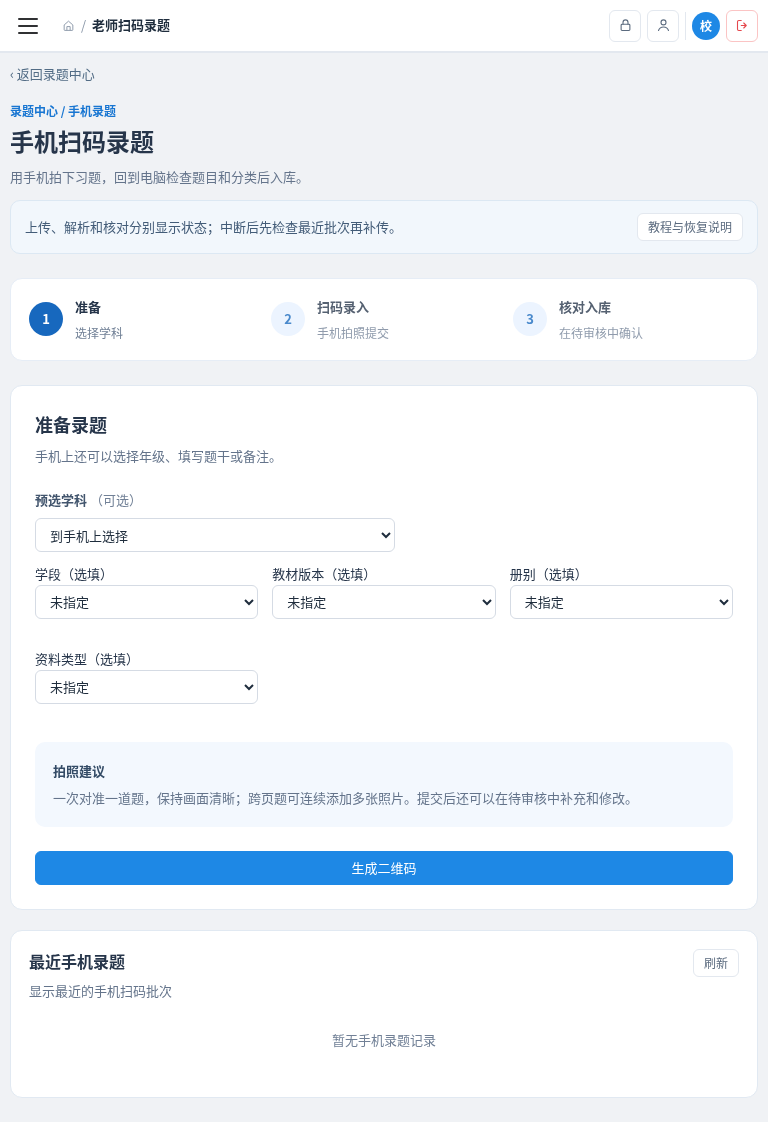 / 老师扫码录题
校
‹ 返回录题中心
录题中心 / 手机录题
手机扫码录题
用手机拍下习题，回到电脑检查题目和分类后入库。
上传、解析和核对分别显示状态；中断后先检查最近批次再补传。
教程与恢复说明
1
准备
选择学科
2
扫码录入
手机拍照提交
3
核对入库
在待审核中确认
准备录题
手机上还可以选择年级、填写题干或备注。
预选学科 （可选）
到手机上选择
学段（选填）
未指定
教材版本（选填）
未指定
册别（选填）
未指定
资料类型（选填）
未指定
拍照建议
一次对准一道题，保持画面清晰；跨页题可连续添加多张照片。提交后还可以在待审核中补充和修改。
生成二维码
最近手机录题
刷新
显示最近的手机扫码批次
暂无手机录题记录